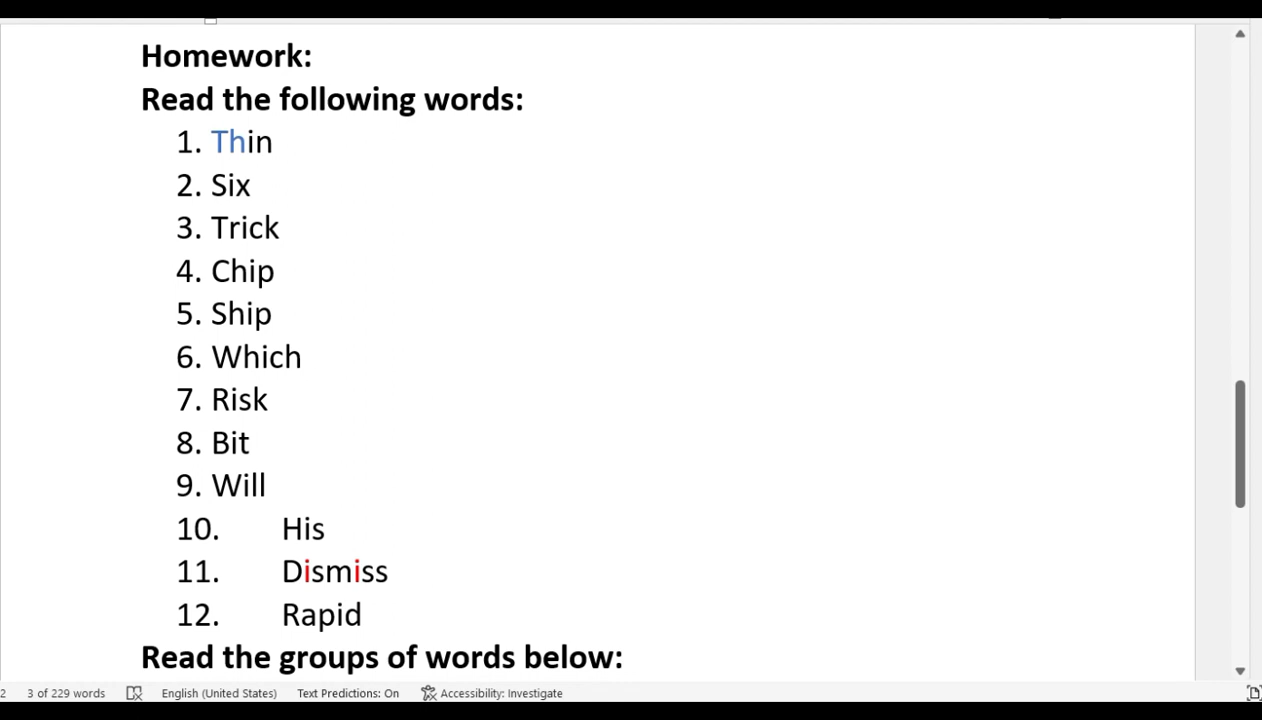 Homework:
Read the following words:
1. Thin
2. Six
3. Trick
4. Chip
5. Ship
6. Which
7. Risk
8. Bit
9. Will
10. His
11. Dismiss
12. Rapid
Read the groups of words below:
2 3 of 229 words English (United States) Text Predictions: On Accessibility: Investigate